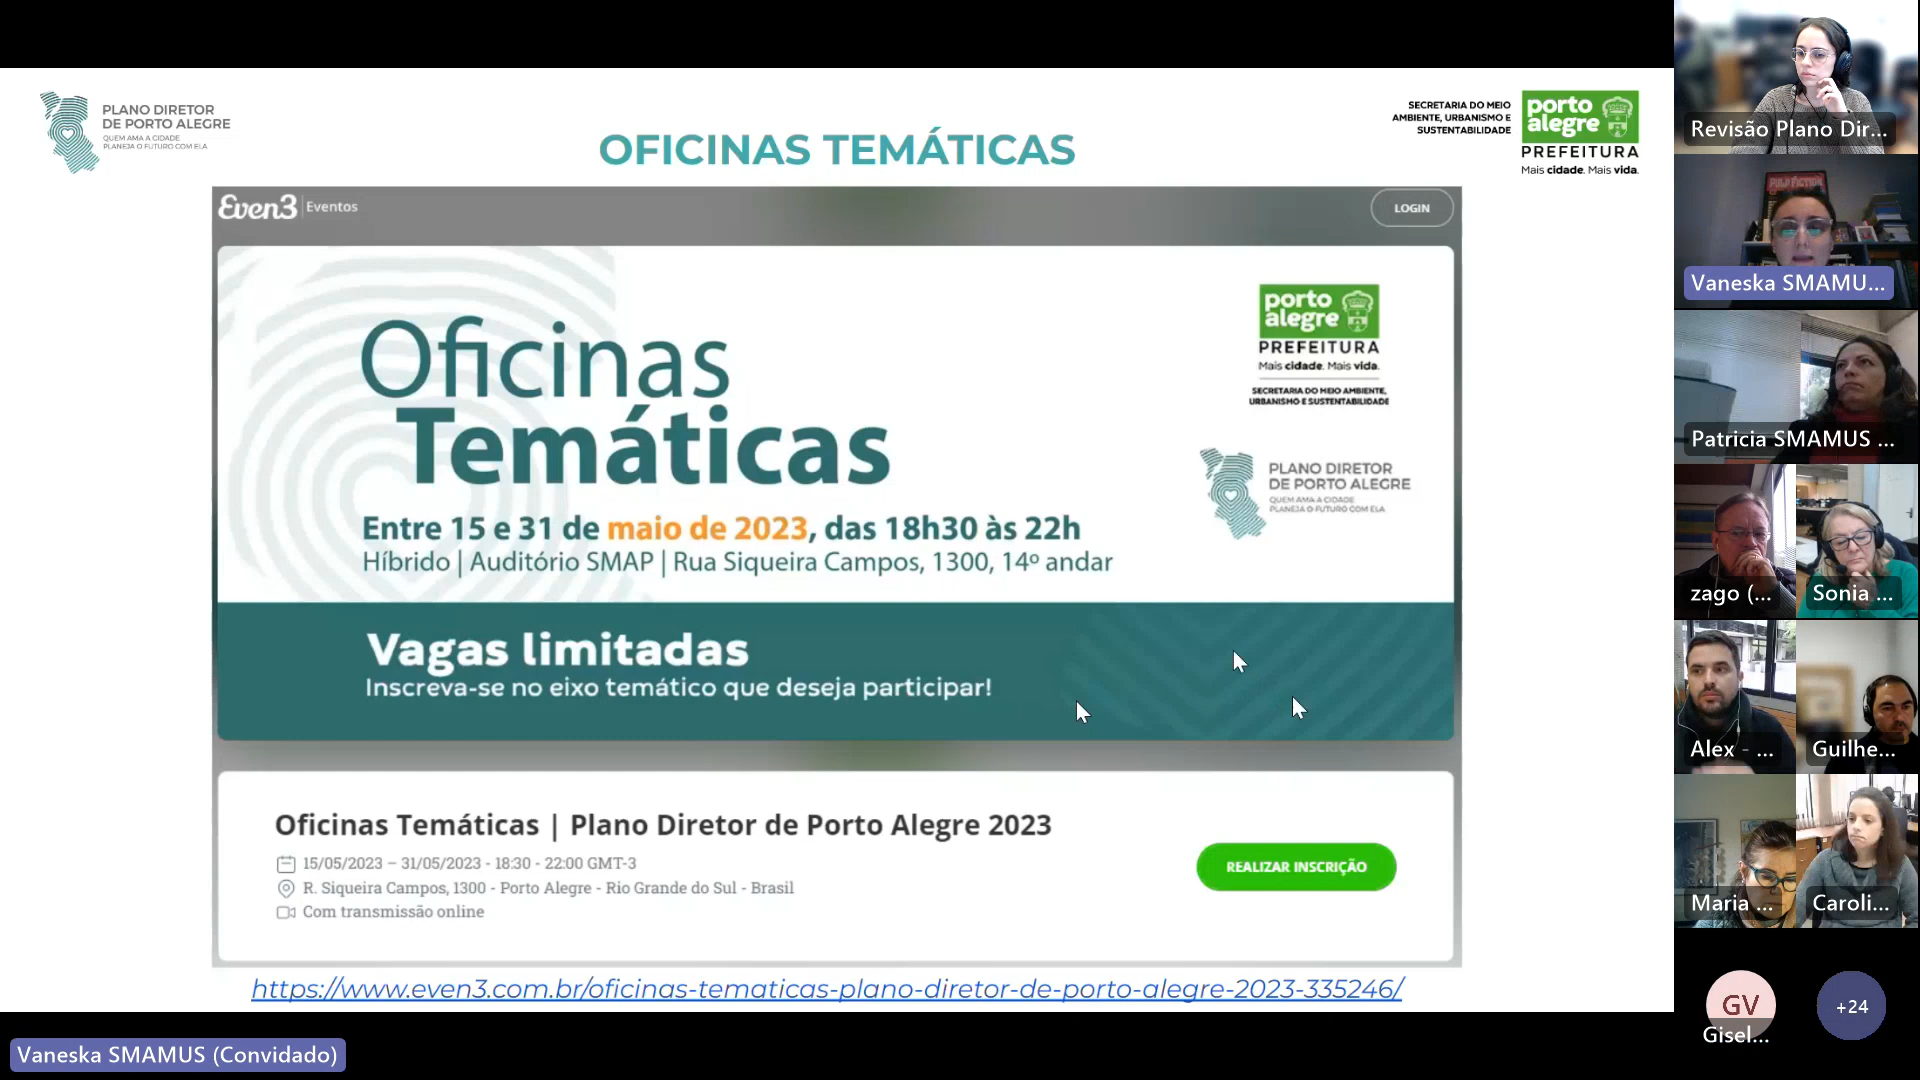 PLANO DIRETOR
DE PORTO ALEGRE
QUEM AMA A CIDADE
PLANEJA O FUTURO COM ELA
OFICINAS TEMÁTICAS
SECRETARIA DO MEIO
AMBIENTE, URBANISMO E
SUSTENTABILIDADE
porto
alegre
PREFEITURA
Mais cidade. Mais vida.
Even3 Eventos
LOGIN
Oficinas
Temáticas
Entre 15 e 31 de maio de 2023, das 18h30 às 22h
Híbrido | Auditório SMAP | Rua Siqueira Campos, 1300, 14º andar
porto
alegre
PREFEITURA
Mais cidade. Mais vida.
SECRETARIA DO MEIO AMBIENTE,
URBANISMO E SUSTENTABILIDADE
PLANO DIRETOR
DE PORTO ALEGRE
QUEM AMA A CIDADE
PLANEJA O FUTURO COM ELA
Vagas limitadas
Inscreva-se no eixo temático que deseja participar!
Oficinas Temáticas | Plano Diretor de Porto Alegre 2023
15/05/2023 – 31/05/2023 - 18:30 - 22:00 GMT-3
R. Siqueira Campos, 1300 - Porto Alegre - Rio Grande do Sul - Brasil
Com transmissão online
REALIZAR INSCRIÇÃO
https://www.even3.com.br/oficinas-tematicas-plano-diretor-de-porto-alegre-2023-335246/
Vaneska SMAMUS (Convidado)
Revisão Plano Dir...
PULP FICTION
Vaneska SMAMU...
Patricia SMAMUS ...
zago (...
Sonia ...
Alex - ...
Guilhe...
Maria ...
Caroli...
GV
Gisel...
+24